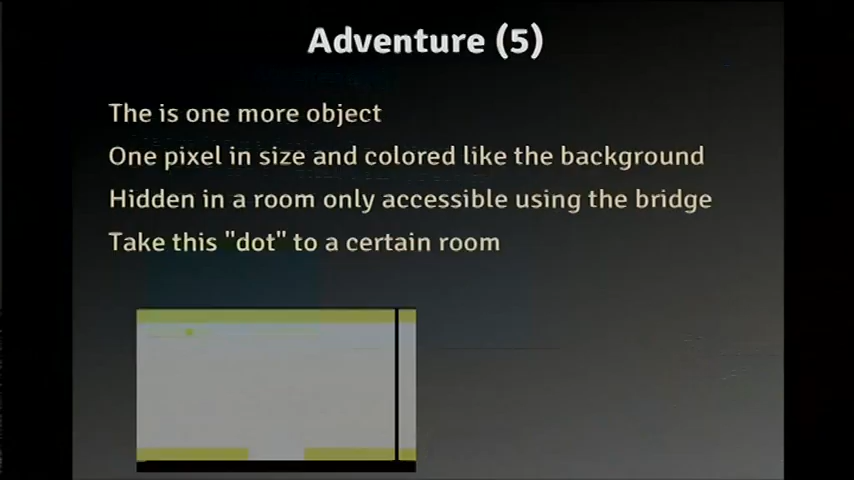 Adventure (5)
The is one more object
One pixel in size and colored like the background
Hidden in a room only accessible using the bridge
Take this "dot" to a certain room